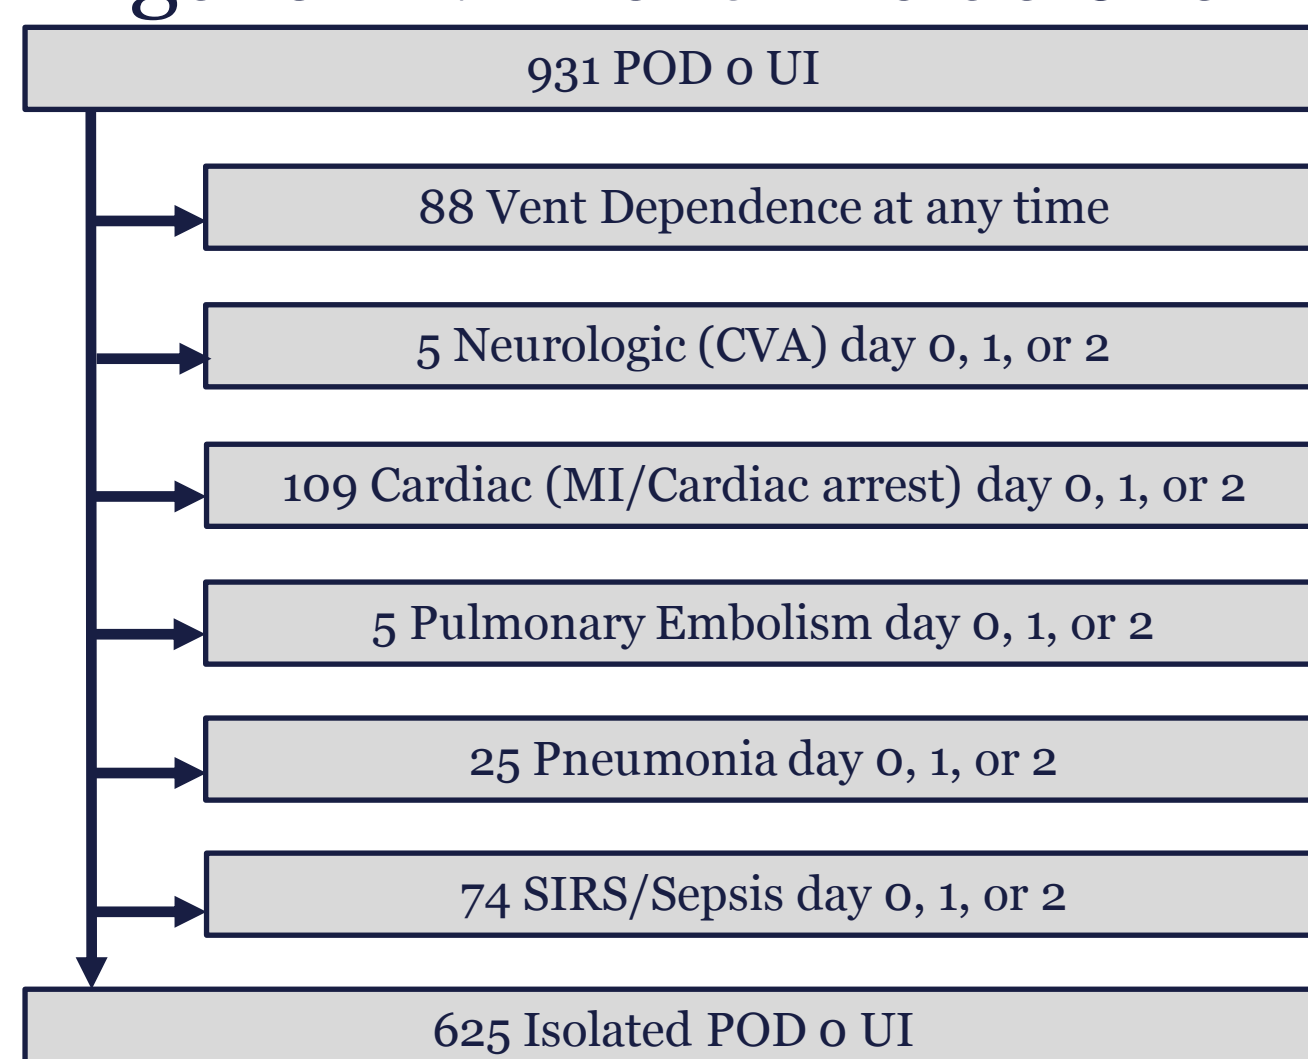 931 POD 0 UI
88 Vent Dependence at any time
5 Neurologic (CVA) day 0, 1, or 2
109 Cardiac (MI/Cardiac arrest) day 0, 1, or 2
5 Pulmonary Embolism day 0, 1, or 2
25 Pneumonia day 0, 1, or 2
74 SIRS/Sepsis day 0, 1, or 2
625 Isolated POD 0 UI